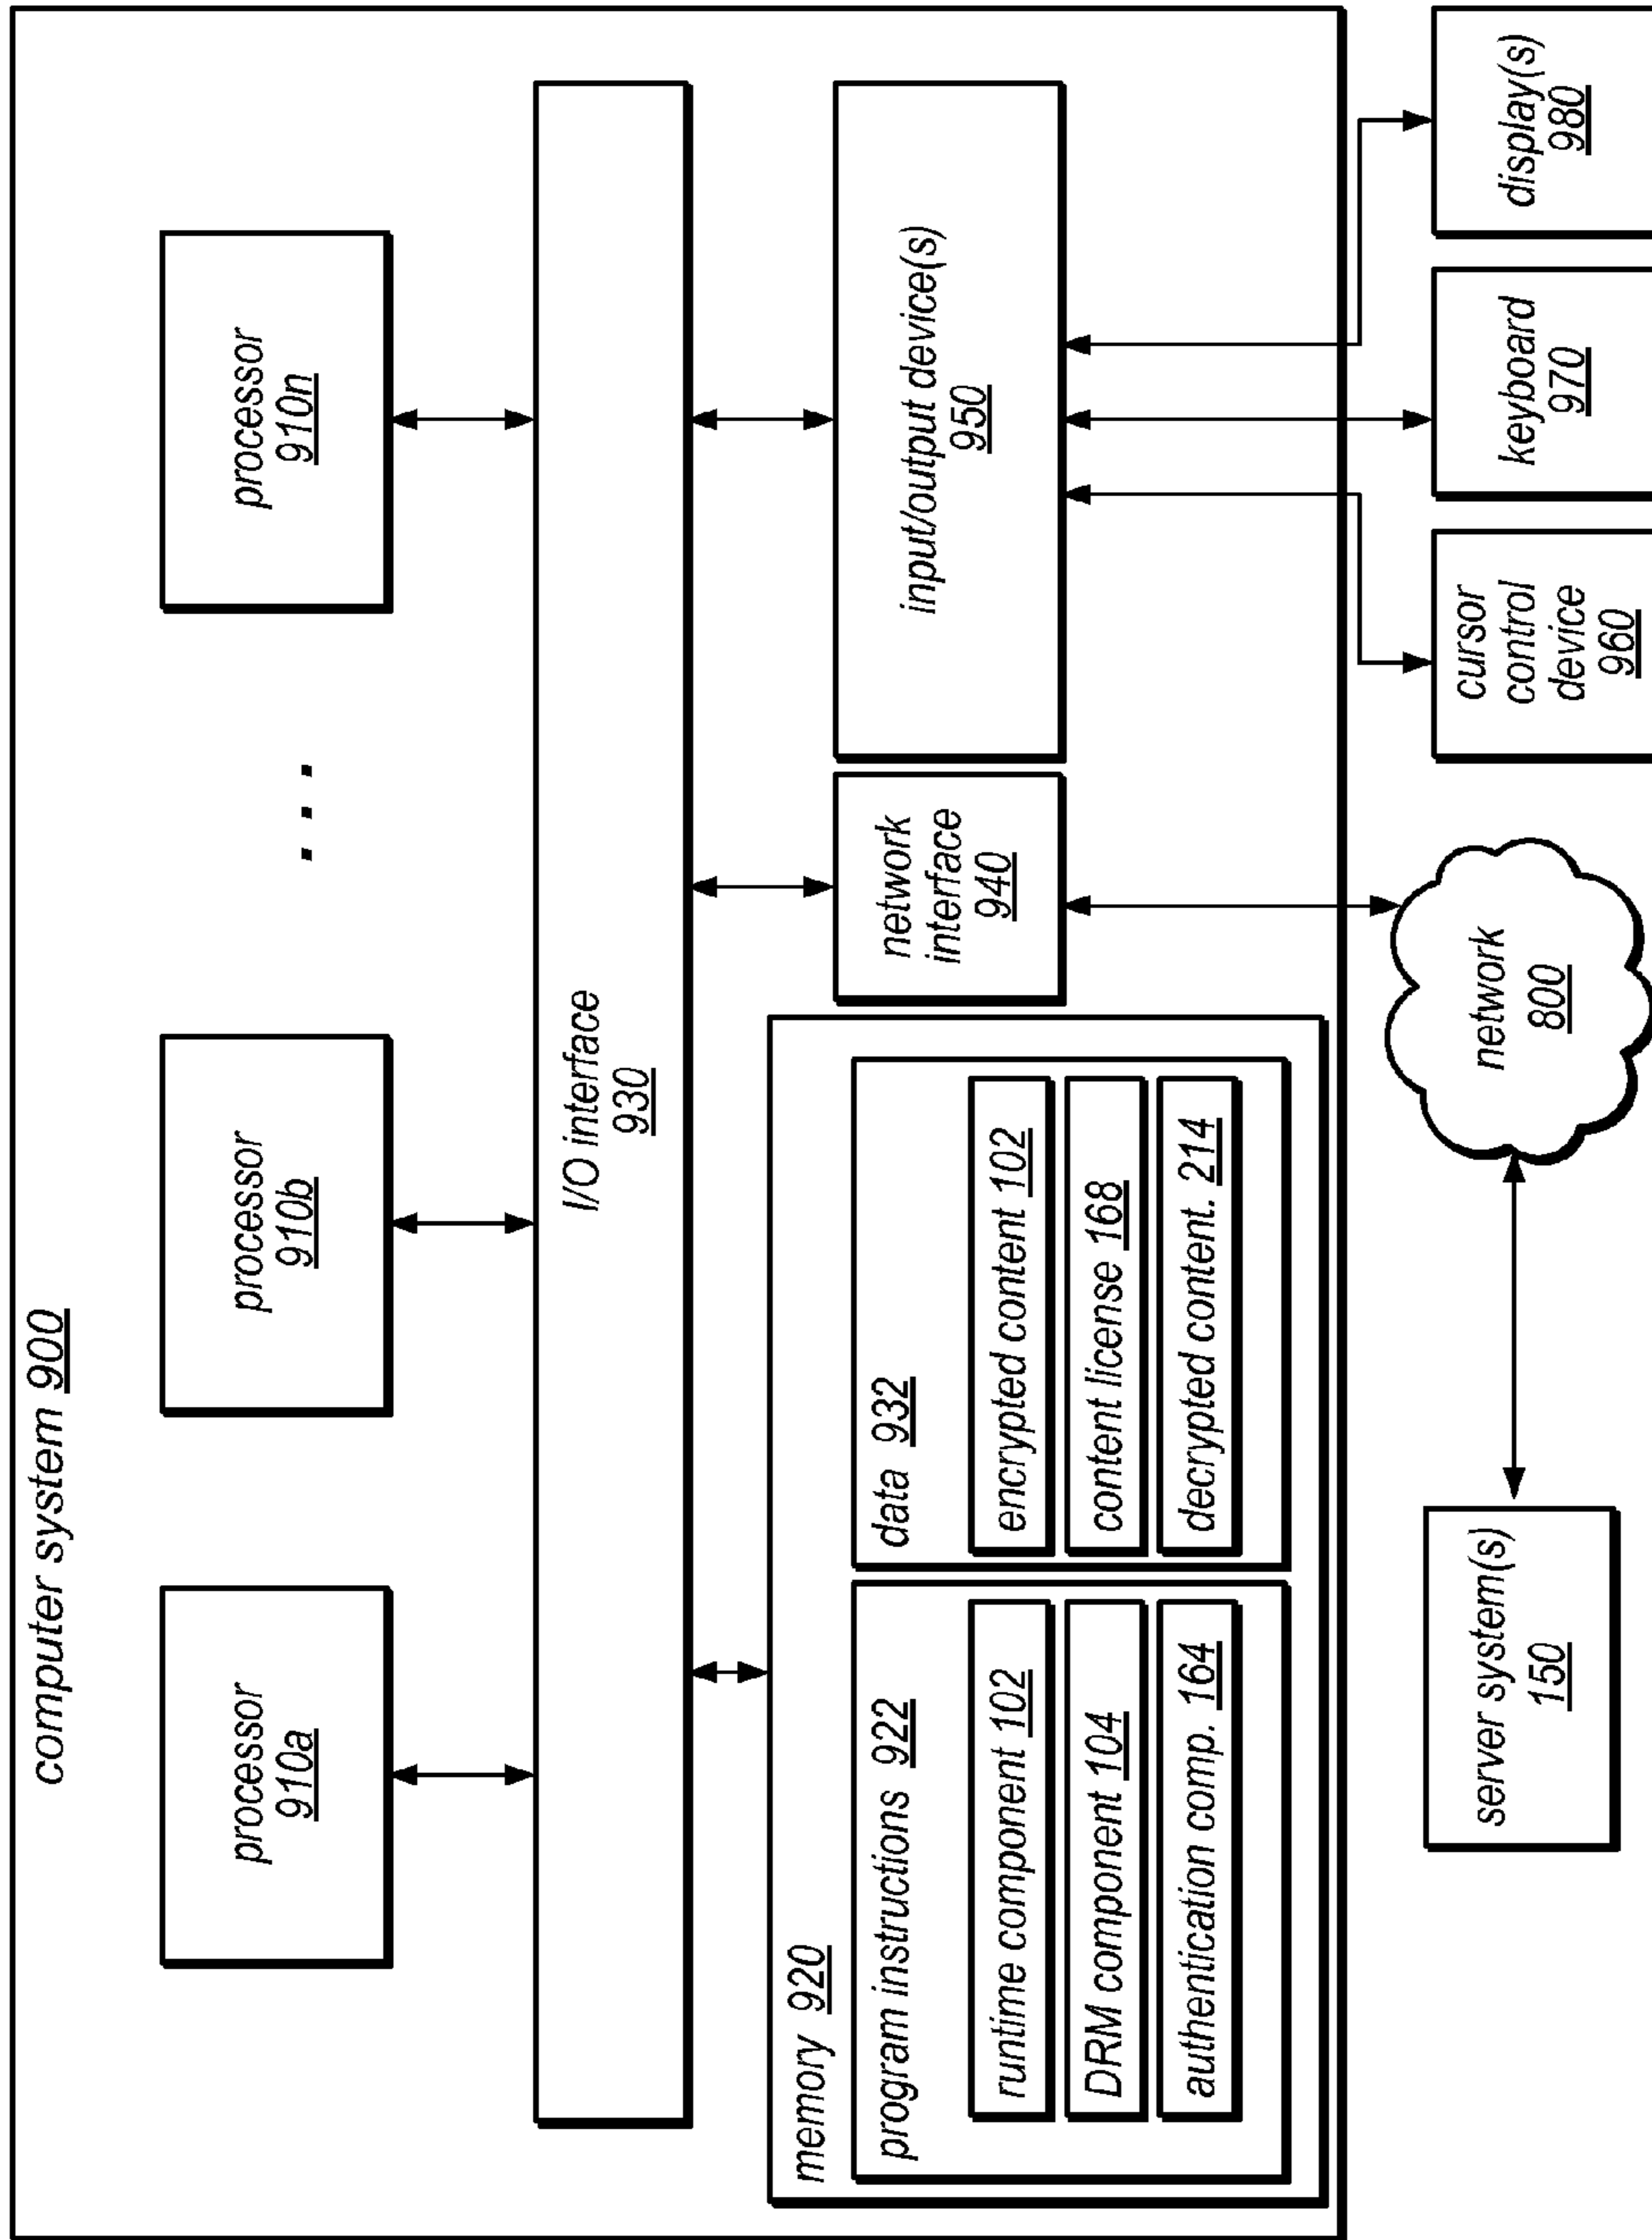 computer system 900
processor
910a
processor
910b
. . .
processor
910n
I/O interface
930
memory 920
program instructions 922
runtime component 102
DRM component 104
authentication comp. 164
data 932
encrypted content 102
content license 168
decrypted content. 214
network
interface
940
input/output device(s)
950
server system(s)
150
network
800
cursor
control
device
960
keyboard
970
display(s)
980